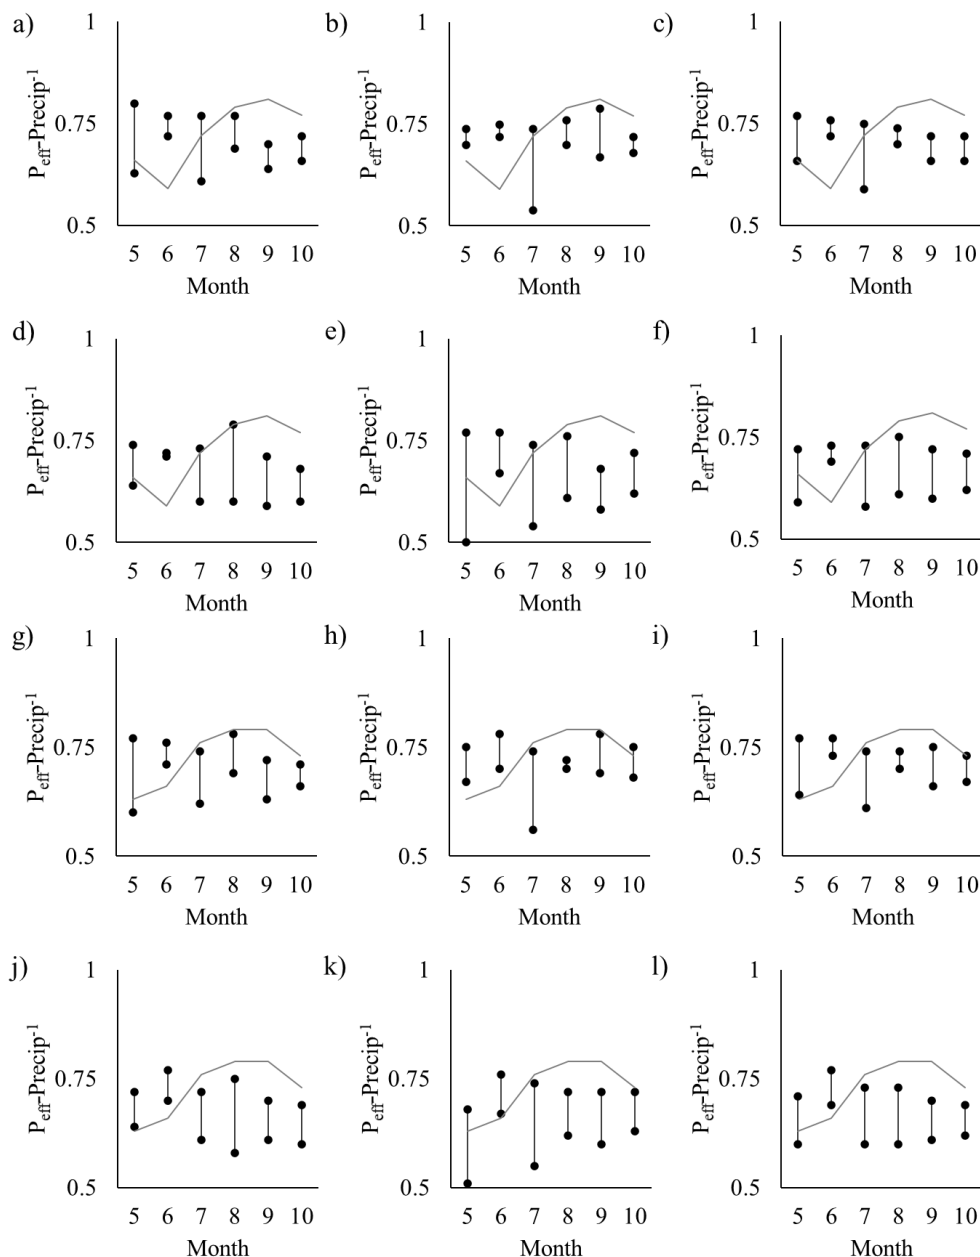 a) b) c)
1 1 1
P_eff-Precip^-1 P_eff-Precip^-1 P_eff-Precip^-1
0.75 0.75 0.75
0.5 0.5 0.5
5 6 7 8 9 10 5 6 7 8 9 10 5 6 7 8 9 10
Month Month Month
d) e) f)
1 1 1
P_eff-Precip^-1 P_eff-Precip^-1 P_eff-Precip^-1
0.75 0.75 0.75
0.5 0.5 0.5
5 6 7 8 9 10 5 6 7 8 9 10 5 6 7 8 9 10
Month Month Month
g) h) i)
1 1 1
P_eff-Precip^-1 P_eff-Precip^-1 P_eff-Precip^-1
0.75 0.75 0.75
0.5 0.5 0.5
5 6 7 8 9 10 5 6 7 8 9 10 5 6 7 8 9 10
Month Month Month
j) k) l)
1 1 1
P_eff-Precip^-1 P_eff-Precip^-1 P_eff-Precip^-1
0.75 0.75 0.75
0.5 0.5 0.5
5 6 7 8 9 10 5 6 7 8 9 10 5 6 7 8 9 10
Month Month Month